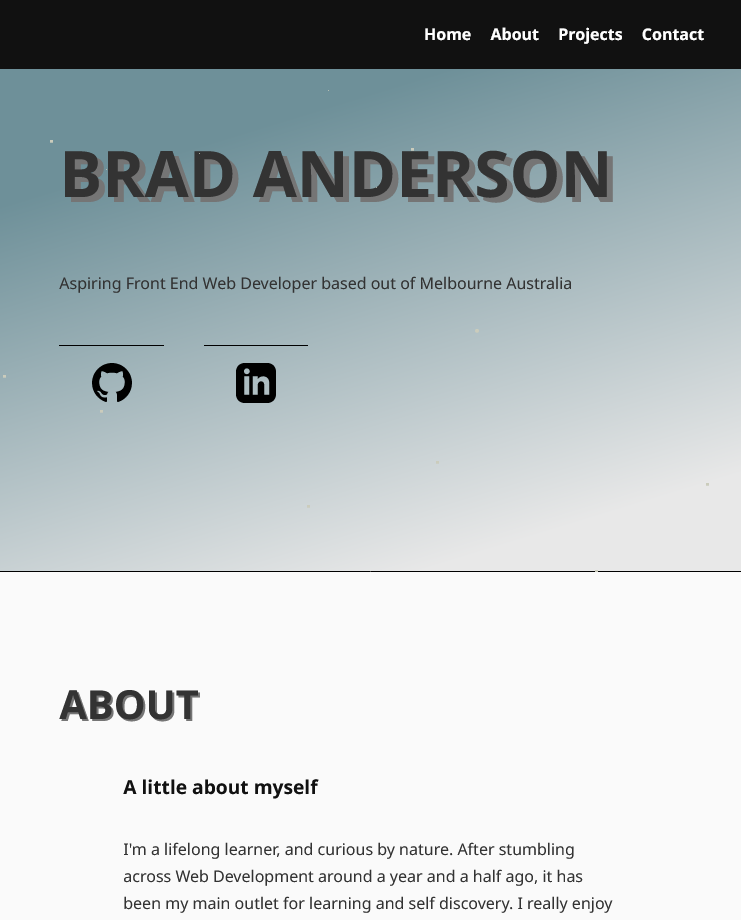 Home About Projects Contact
BRAD ANDERSON
Aspiring Front End Web Developer based out of Melbourne Australia
in
ABOUT
A little about myself
I'm a lifelong learner, and curious by nature. After stumbling
across Web Development around a year and a half ago, it has
been my main outlet for learning and self discovery. I really enjoy